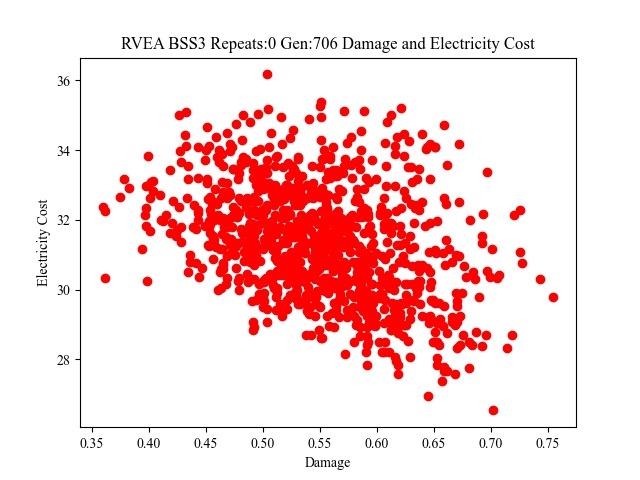 RVEA BSS3 Repeats:0 Gen:706 Damage and Electricity Cost
36
34
32
30
28
Electricity Cost
0.35 0.40 0.45 0.50 0.55 0.60 0.65 0.70 0.75
Damage